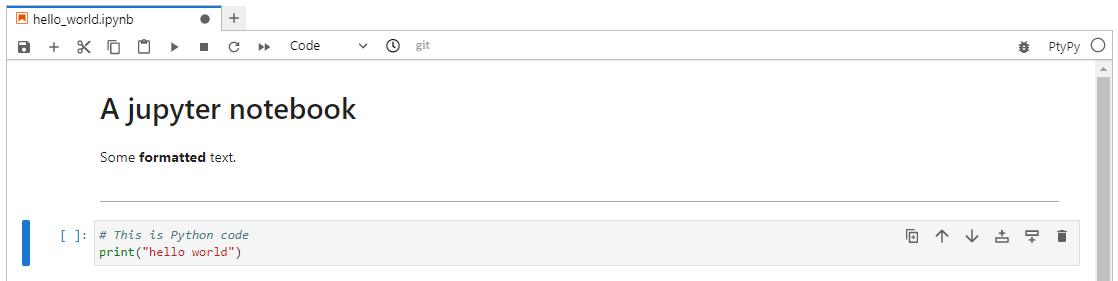 hello_world.ipynb
Code git PtyPy
A jupyter notebook
Some formatted text.
[ ]: # This is Python code
print("hello world")